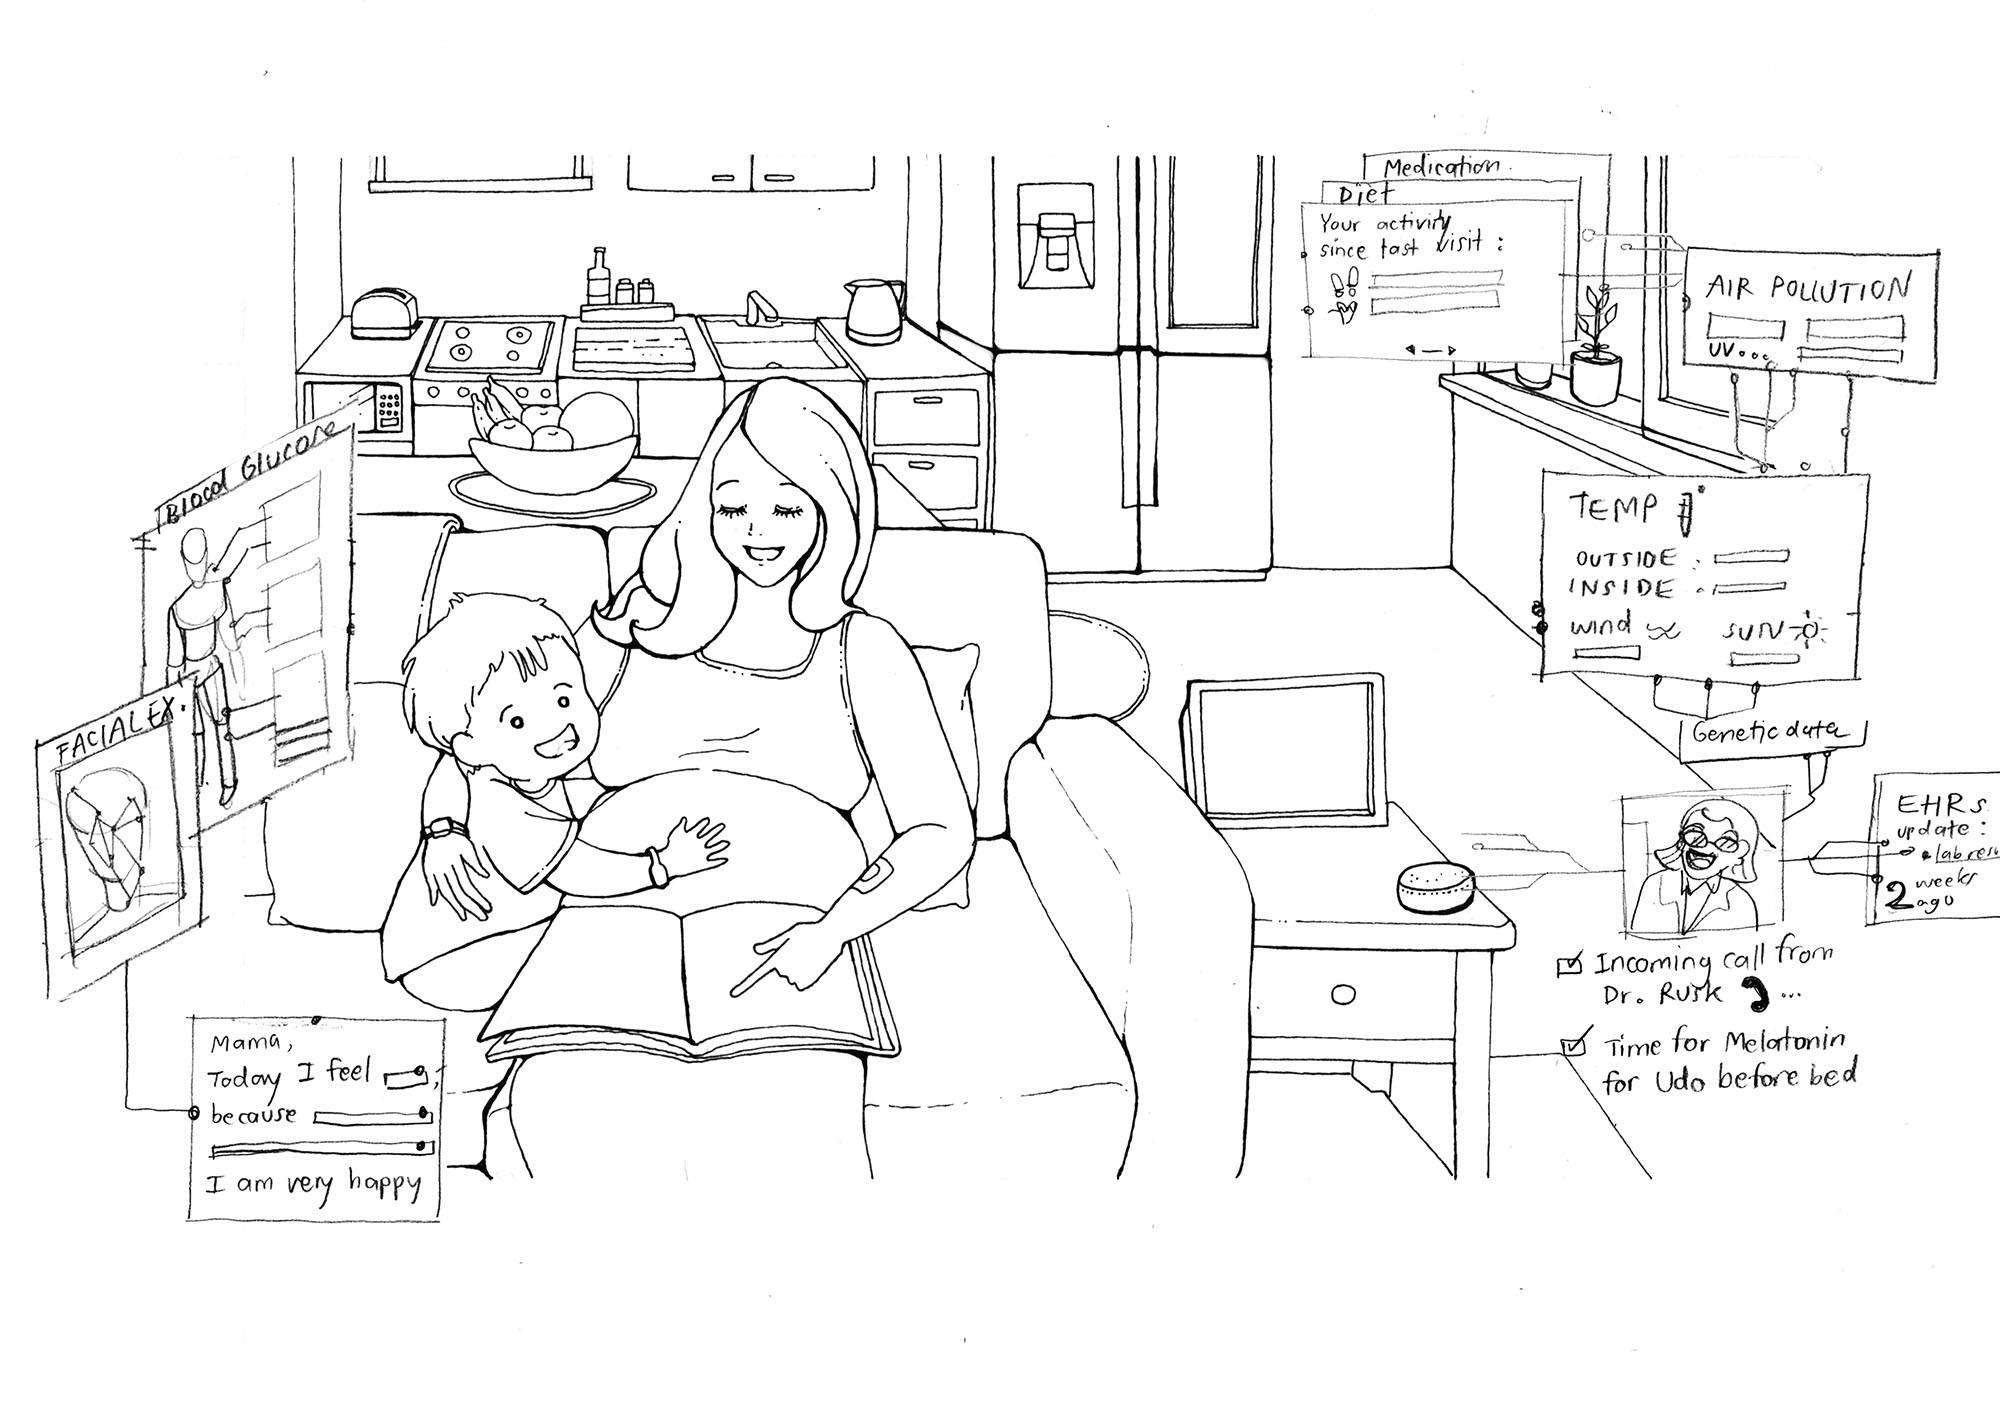 Medication.
Diet
Your activity
since tast visit :
AIR POLLUTION
UV...
Blood Glucose
TEMP
OUTSIDE :
INSIDE :
wind
SUN
Genetic data
FACIAL EX.
EHRs
update :
• lab resu
2 weeks
ago
Incoming call from
Dr. Rusk ...
Time for Melatonin
for Udo before bed
Mama,
Today I feel ,
because
I am very happy